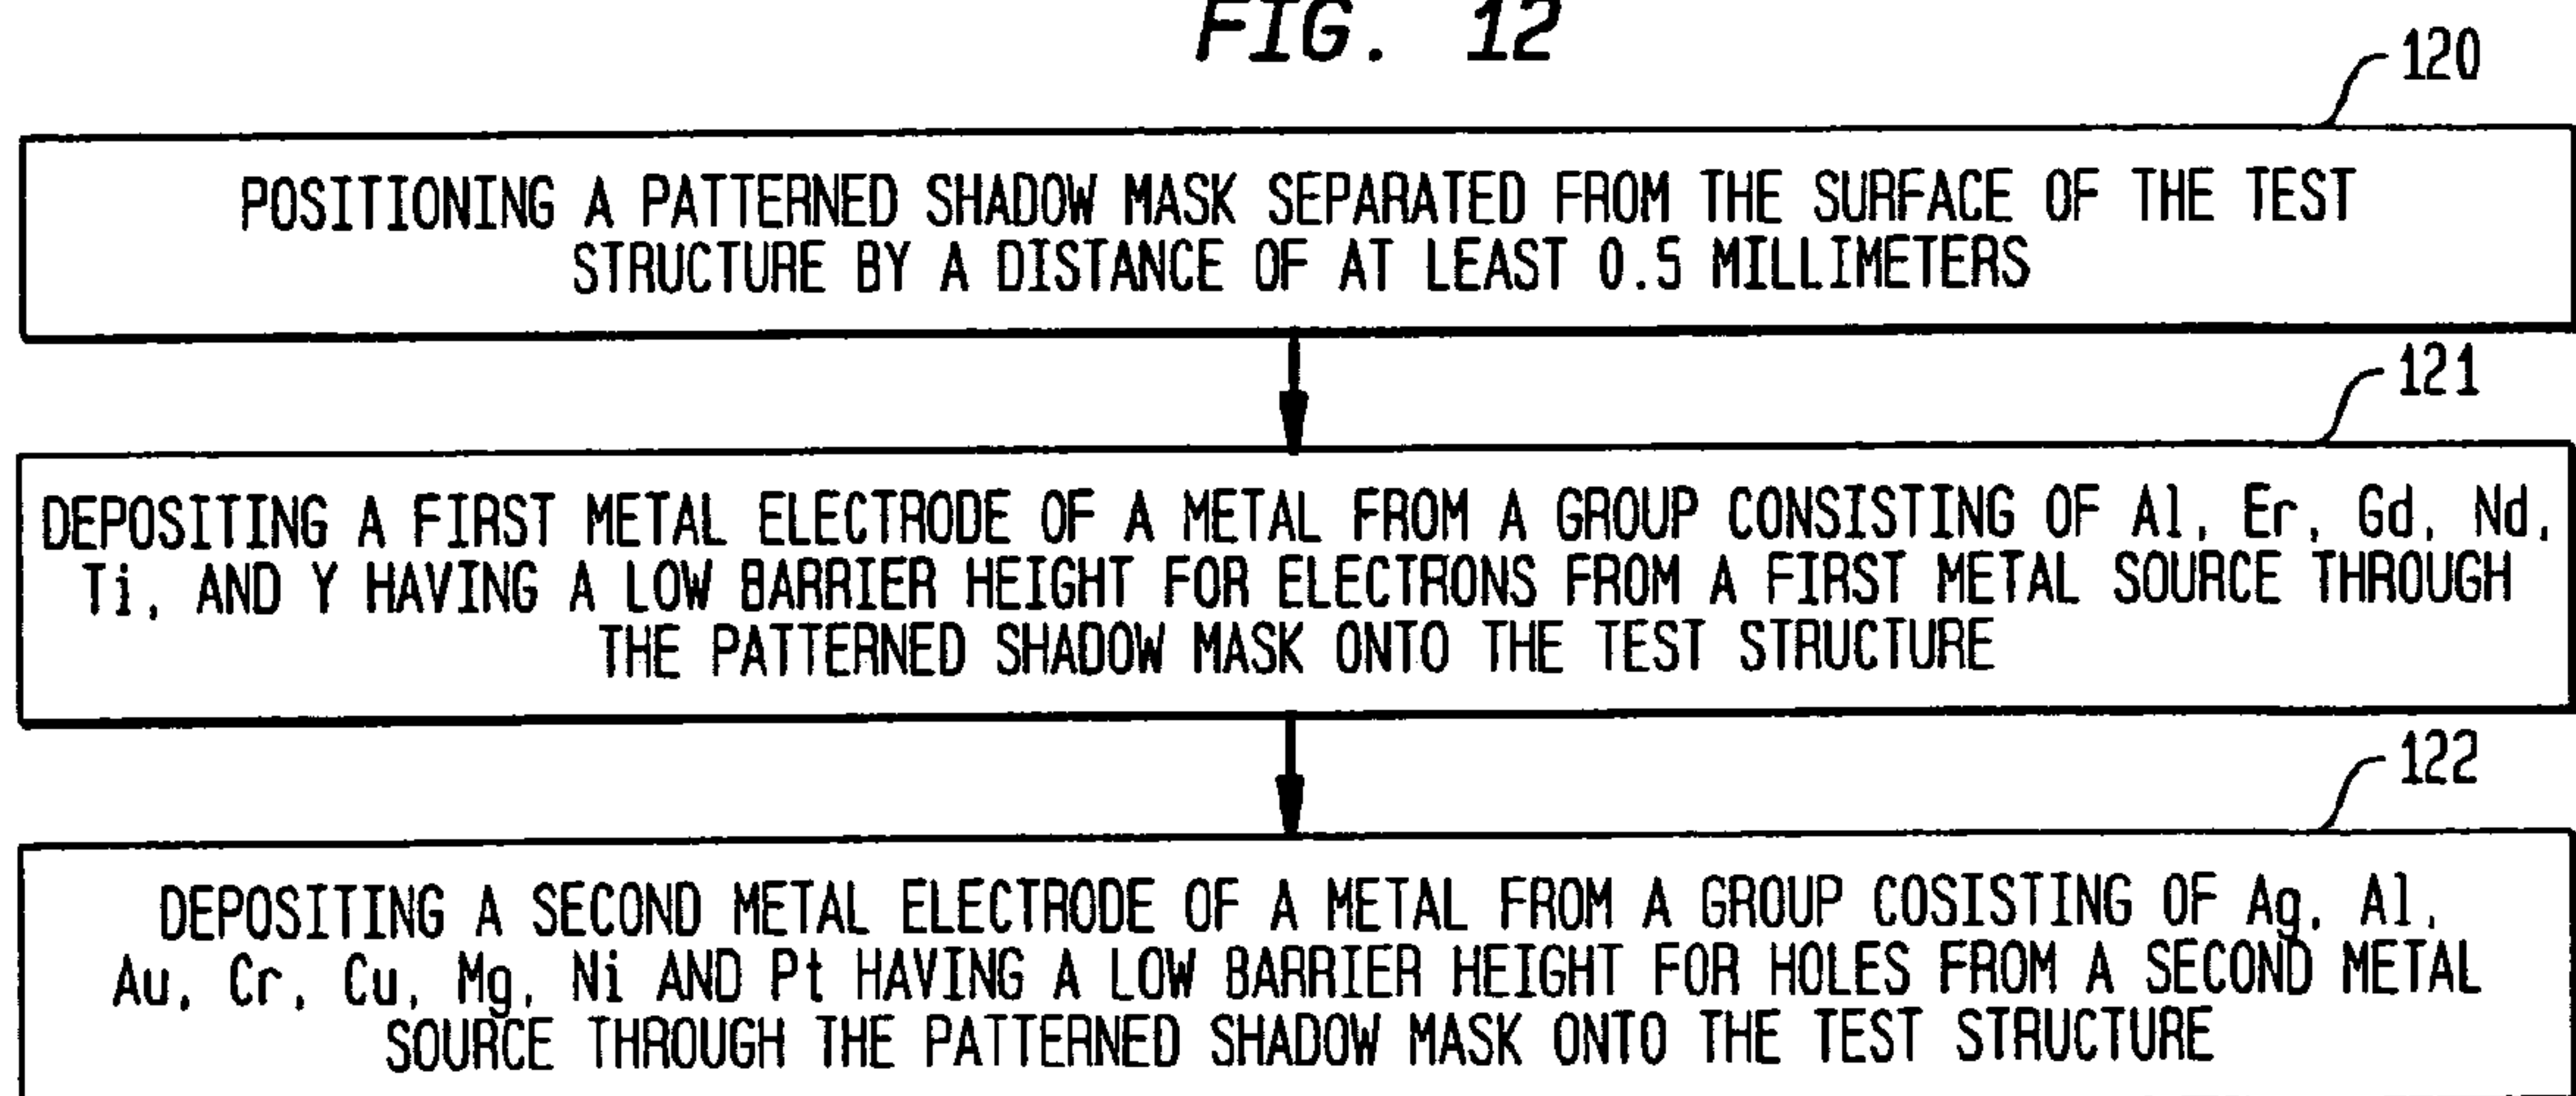 FIG. 12
120
POSITIONING A PATTERNED SHADOW MASK SEPARATED FROM THE SURFACE OF THE TEST
STRUCTURE BY A DISTANCE OF AT LEAST 0.5 MILLIMETERS
121
DEPOSITING A FIRST METAL ELECTRODE OF A METAL FROM A GROUP CONSISTING OF Al, Er, Gd, Nd,
Ti, AND Y HAVING A LOW BARRIER HEIGHT FOR ELECTRONS FROM A FIRST METAL SOURCE THROUGH
THE PATTERNED SHADOW MASK ONTO THE TEST STRUCTURE
122
DEPOSITING A SECOND METAL ELECTRODE OF A METAL FROM A GROUP COSISTING OF Ag, Al,
Au, Cr, Cu, Mg, Ni AND Pt HAVING A LOW BARRIER HEIGHT FOR HOLES FROM A SECOND METAL
SOURCE THROUGH THE PATTERNED SHADOW MASK ONTO THE TEST STRUCTURE